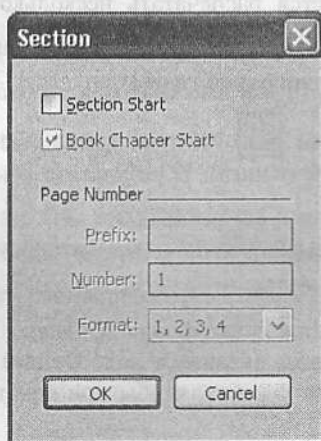 Section
Section Start
Book Chapter Start
Page Number
Prefix:
Number: 1
Format: 1, 2, 3, 4
OK Cancel